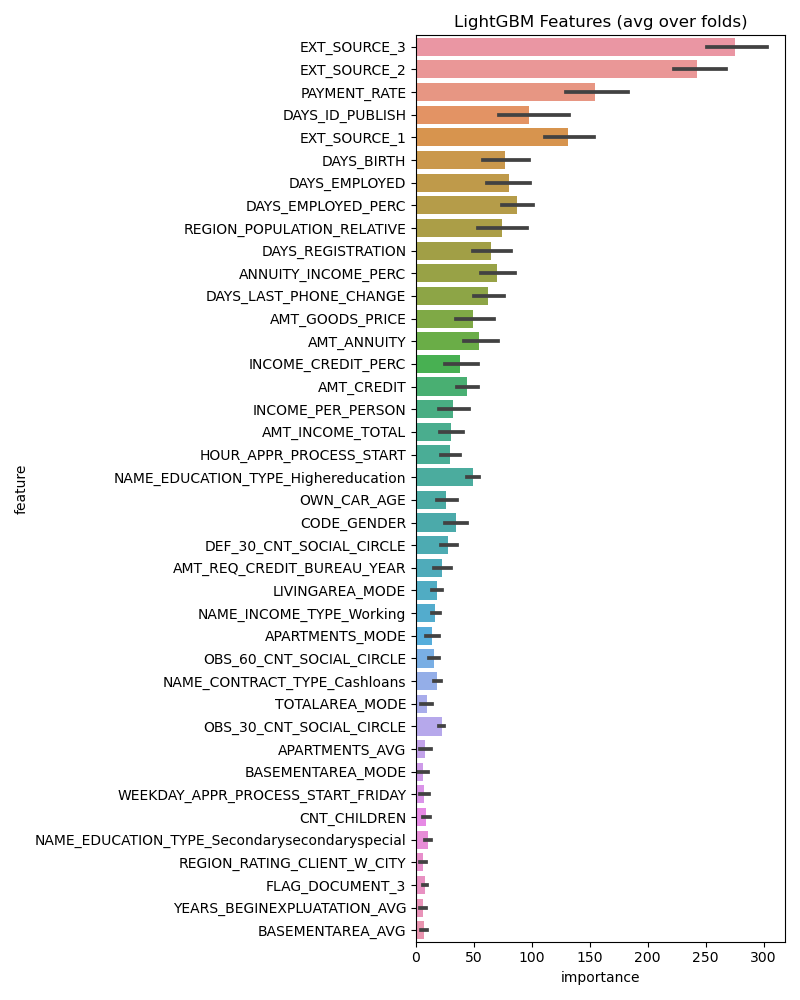 LightGBM Features (avg over folds)
feature
EXT_SOURCE_3
EXT_SOURCE_2
PAYMENT_RATE
DAYS_ID_PUBLISH
EXT_SOURCE_1
DAYS_BIRTH
DAYS_EMPLOYED
DAYS_EMPLOYED_PERC
REGION_POPULATION_RELATIVE
DAYS_REGISTRATION
ANNUITY_INCOME_PERC
DAYS_LAST_PHONE_CHANGE
AMT_GOODS_PRICE
AMT_ANNUITY
INCOME_CREDIT_PERC
AMT_CREDIT
INCOME_PER_PERSON
AMT_INCOME_TOTAL
HOUR_APPR_PROCESS_START
NAME_EDUCATION_TYPE_Highereducation
OWN_CAR_AGE
CODE_GENDER
DEF_30_CNT_SOCIAL_CIRCLE
AMT_REQ_CREDIT_BUREAU_YEAR
LIVINGAREA_MODE
NAME_INCOME_TYPE_Working
APARTMENTS_MODE
OBS_60_CNT_SOCIAL_CIRCLE
NAME_CONTRACT_TYPE_Cashloans
TOTALAREA_MODE
OBS_30_CNT_SOCIAL_CIRCLE
APARTMENTS_AVG
BASEMENTAREA_MODE
WEEKDAY_APPR_PROCESS_START_FRIDAY
CNT_CHILDREN
NAME_EDUCATION_TYPE_Secondarysecondaryspecial
REGION_RATING_CLIENT_W_CITY
FLAG_DOCUMENT_3
YEARS_BEGINEXPLUATATION_AVG
BASEMENTAREA_AVG
0 50 100 150 200 250 300
importance